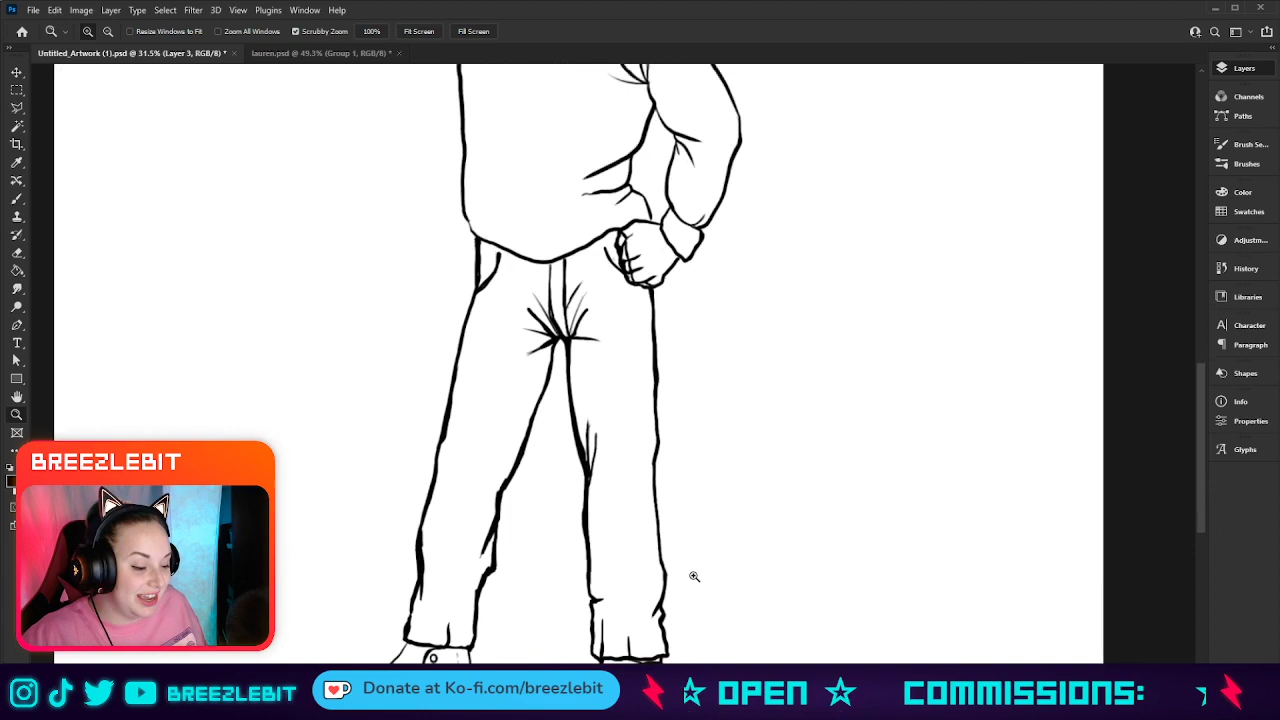 Ps File Edit Image Layer Type Select Filter 3D View Plugins Window Help
Resize Windows to Fit Zoom All Windows Scrubby Zoom 100% Fit Screen Fill Screen
Untitled_Artwork (1).psd @ 31.5% (Layer 3, RGB/8) * × lauren.psd @ 49.3% (Group 1, RGB/8) * ×
Layers
Channels
Paths
Brush Se...
Brushes
Color
Swatches
Adjustm...
History
Libraries
Character
Paragraph
Shapes
Info
Properties
Glyphs
BREEZLEBIT
BREEZLEBIT Donate at Ko-fi.com/breezlebit OPEN COMMISSIONS: